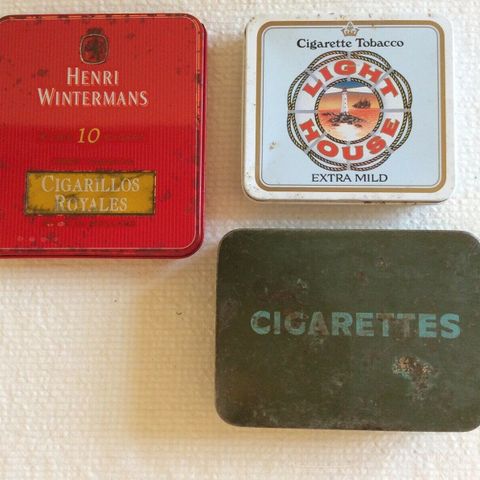 HENRI
WINTERMANS
10
CIGARILLOS
ROYALES
Cigarette Tobacco
LIGHT
HOUSE
EXTRA MILD
CIGARETTES